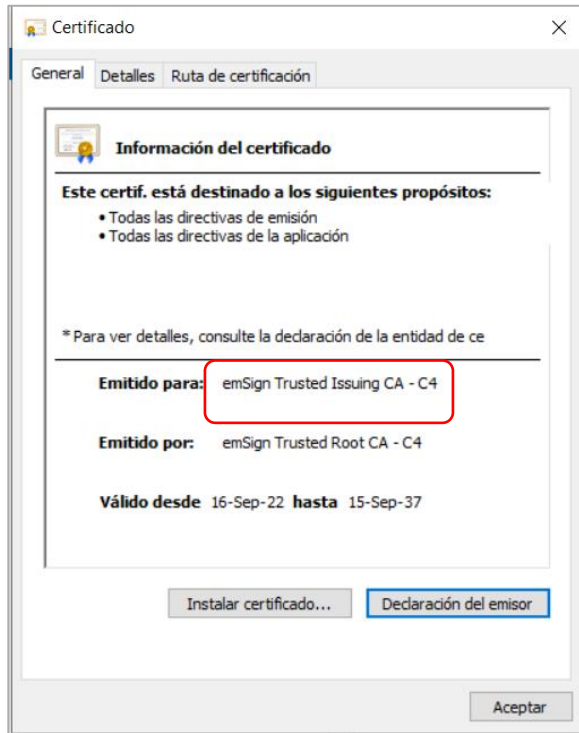 Certificado
General Detalles Ruta de certificación
Información del certificado
Este certif. está destinado a los siguientes propósitos:
• Todas las directivas de emisión
• Todas las directivas de la aplicación
* Para ver detalles, consulte la declaración de la entidad de ce
Emitido para: emSign Trusted Issuing CA - C4
Emitido por: emSign Trusted Root CA - C4
Válido desde 16-Sep-22 hasta 15-Sep-37
Instalar certificado... Declaración del emisor
Aceptar